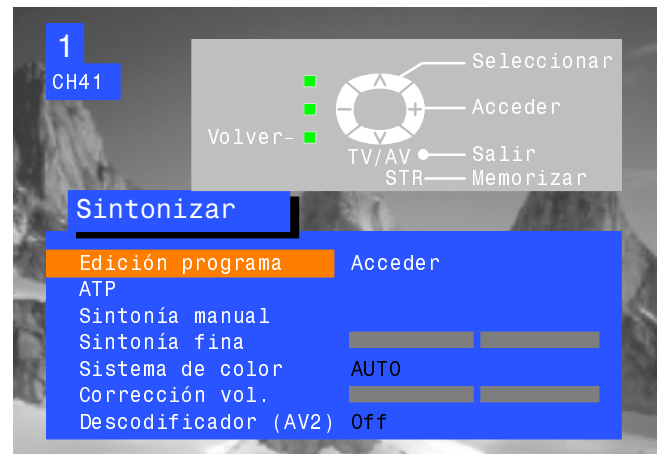 1
CH41
Seleccionar
Acceder
Volver-
TV/AV Salir
STR Memorizar
Sintonizar
Edición programa Acceder
ATP
Sintonía manual
Sintonía fina
Sistema de color AUTO
Corrección vol.
Descodificador (AV2) Off